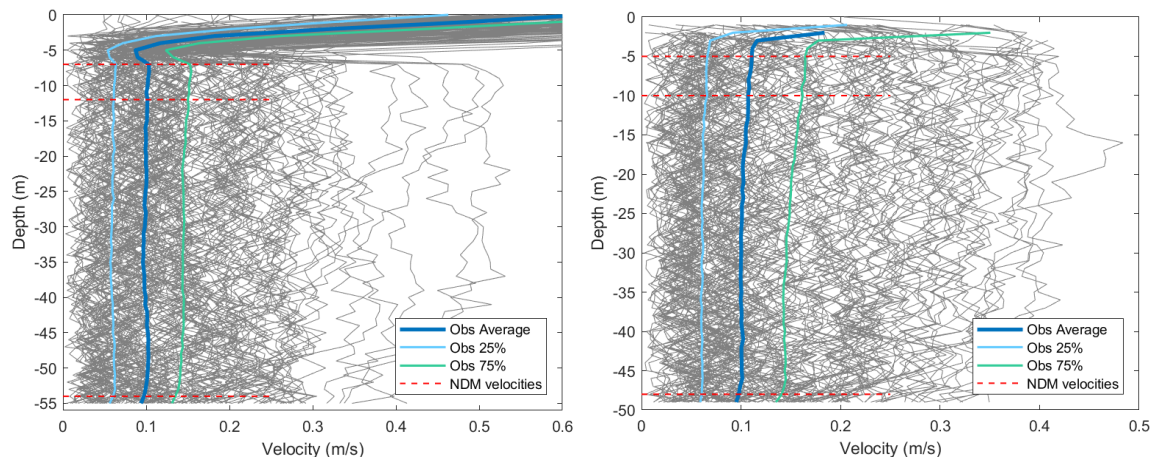 0
-5
-10
-15
-20
-25
-30
-35
-40
-45
-50
-55
Depth (m)
0 0.1 0.2 0.3 0.4 0.5 0.6
Velocity (m/s)
Obs Average
Obs 25%
Obs 75%
NDM velocities
0
-5
-10
-15
-20
-25
-30
-35
-40
-45
-50
Depth (m)
0 0.1 0.2 0.3 0.4 0.5
Velocity (m/s)
Obs Average
Obs 25%
Obs 75%
NDM velocities